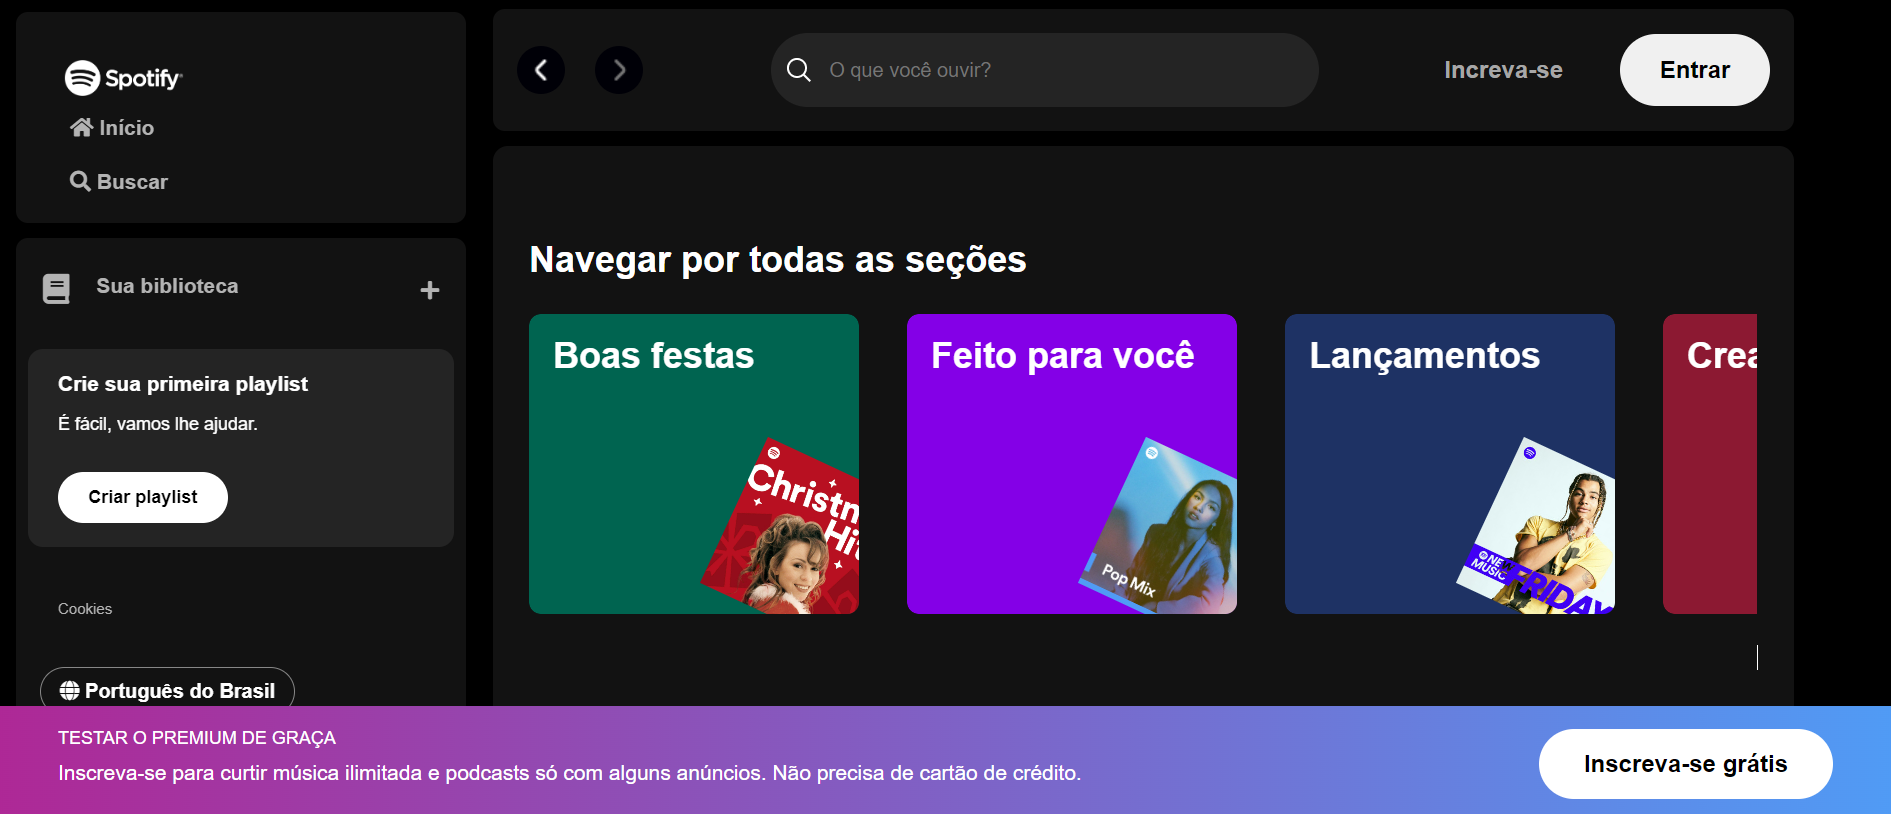 Spotify
Início
Buscar
Sua biblioteca
Crie sua primeira playlist
É fácil, vamos lhe ajudar.
Criar playlist
Cookies
Português do Brasil
O que você ouvir?
Increva-se
Entrar
Navegar por todas as seções
Boas festas
Christm
Hit
Feito para você
Pop Mix
Lançamentos
NEW
MUSIC
FRIDAY
Crea
TESTAR O PREMIUM DE GRAÇA
Inscreva-se para curtir música ilimitada e podcasts só com alguns anúncios. Não precisa de cartão de crédito.
Inscreva-se grátis